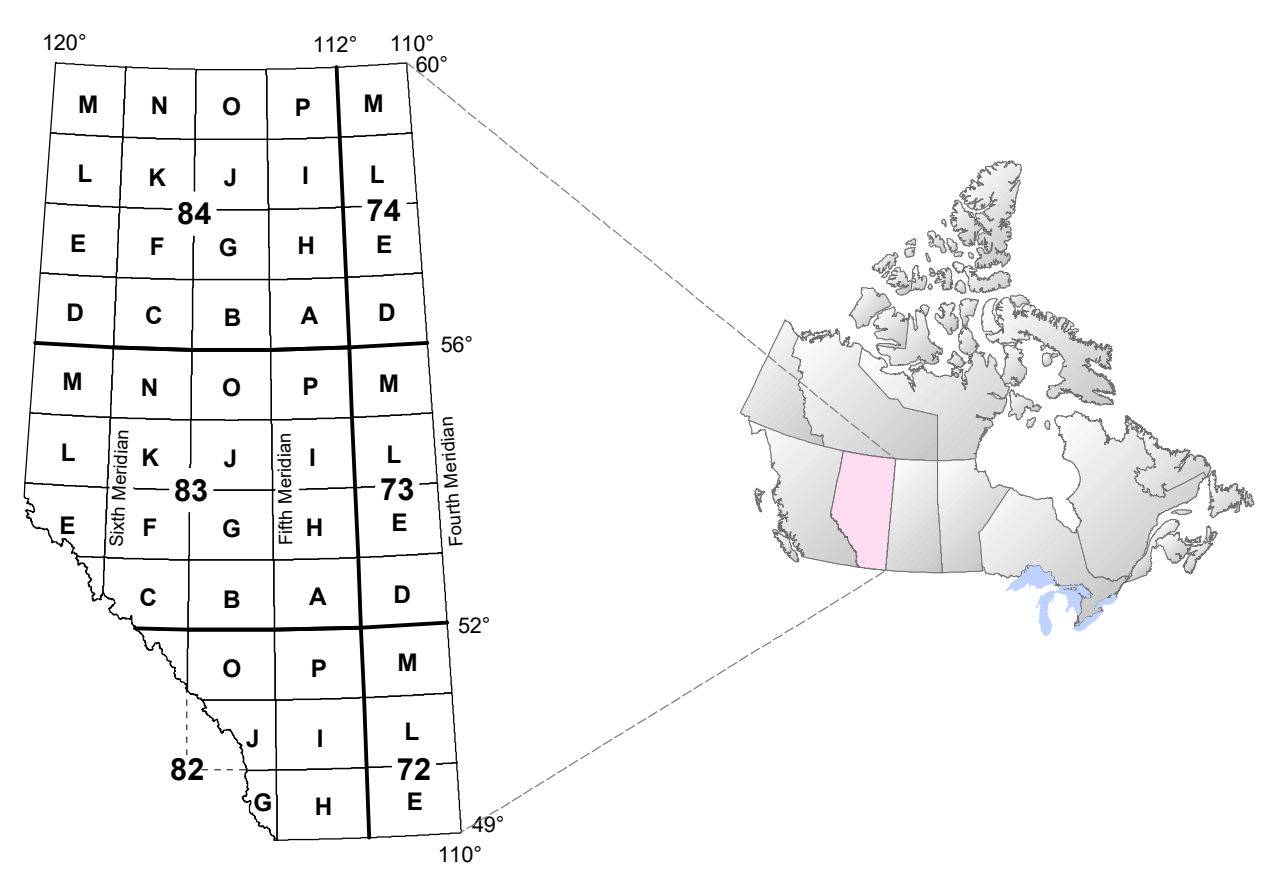 120° 112° 110°
60°
M N O P M
L K J I L
84 74
E F G H E
D C B A D
56°
M N O P M
L K J I L
Sixth Meridian Fifth Meridian Fourth Meridian
83 73
E F G H E
C B A D
52°
O P M
J I L
82 72
G H E
49°
110°